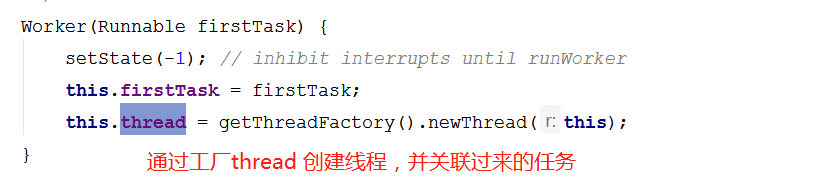 Worker(Runnable firstTask) {
setState(-1); // inhibit interrupts until runWorker
this.firstTask = firstTask;
this.thread = getThreadFactory().newThread( r: this);
}
通过工厂thread 创建线程，并关联过来的任务